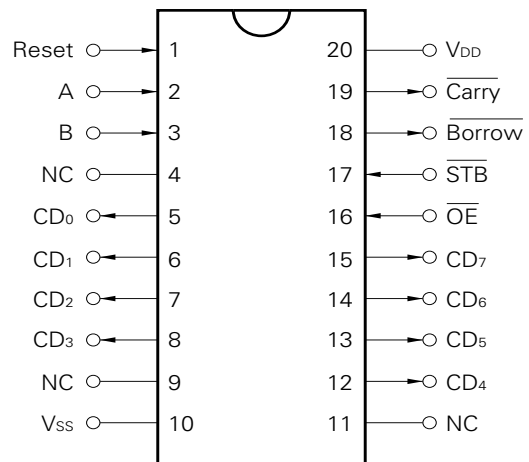 Reset 1 20 VDD
A 2 19 Carry
B 3 18 Borrow
NC 4 17 STB
CD0 5 16 OE
CD1 6 15 CD7
CD2 7 14 CD6
CD3 8 13 CD5
NC 9 12 CD4
VSS 10 11 NC